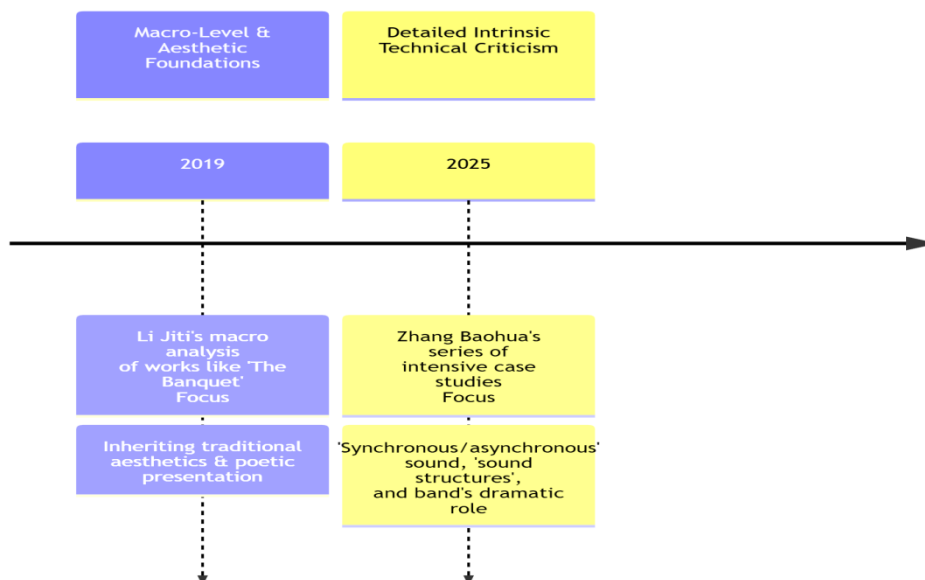 Macro-Level &
Aesthetic
Foundations
Detailed Intrinsic
Technical Criticism
2019
2025
Li Jiti's macro
analysis
of works like 'The
Banquet'
Focus
Zhang Baohua's
series of
intensive case
studies
Focus
Inheriting traditional
aesthetics & poetic
presentation
'Synchronous/asynchronous'
sound, 'sound
structures',
and band's dramatic
role